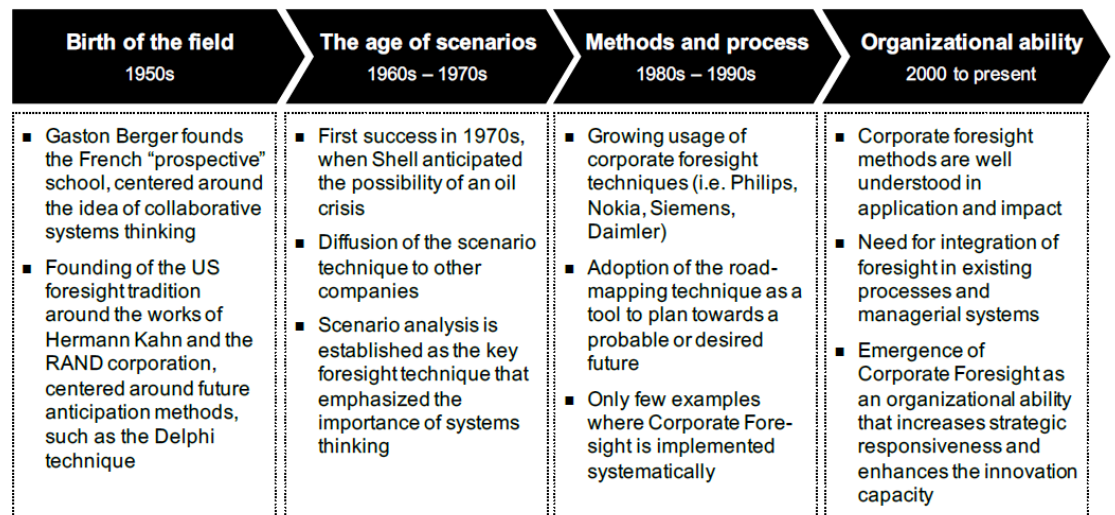 Birth of the field
1950s
■ Gaston Berger founds
the French “prospective”
school, centered around
the idea of collaborative
systems thinking
■ Founding of the US
foresight tradition
around the works of
Hermann Kahn and the
RAND corporation,
centered around future
anticipation methods,
such as the Delphi
technique
The age of scenarios
1960s – 1970s
■ First success in 1970s,
when Shell anticipated
the possibility of an oil
crisis
■ Diffusion of the scenario
technique to other
companies
■ Scenario analysis is
established as the key
foresight technique that
emphasized the
importance of systems
thinking
Methods and process
1980s – 1990s
■ Growing usage of
corporate foresight
techniques (i.e. Philips,
Nokia, Siemens,
Daimler)
■ Adoption of the road-
mapping technique as a
tool to plan towards a
probable or desired
future
■ Only few examples
where Corporate Fore-
sight is implemented
systematically
Organizational ability
2000 to present
■ Corporate foresight
methods are well
understood in
application and impact
■ Need for integration of
foresight in existing
processes and
managerial systems
■ Emergence of
Corporate Foresight as
an organizational ability
that increases strategic
responsiveness and
enhances the innovation
capacity